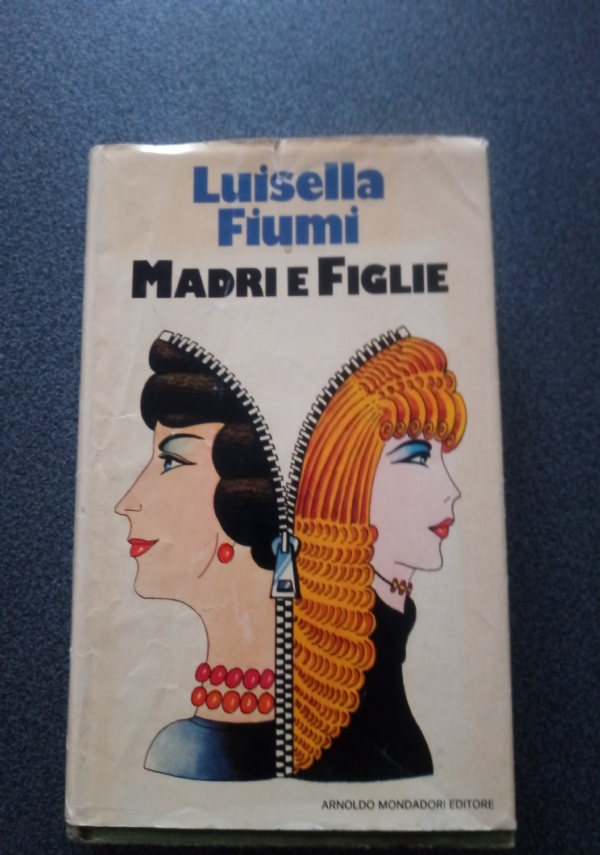 Luisella
Fiumi
MADRI E FIGLIE
ARNOLDO MONDADORI EDITORE